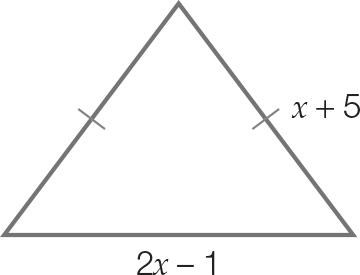 x + 5
2x – 1